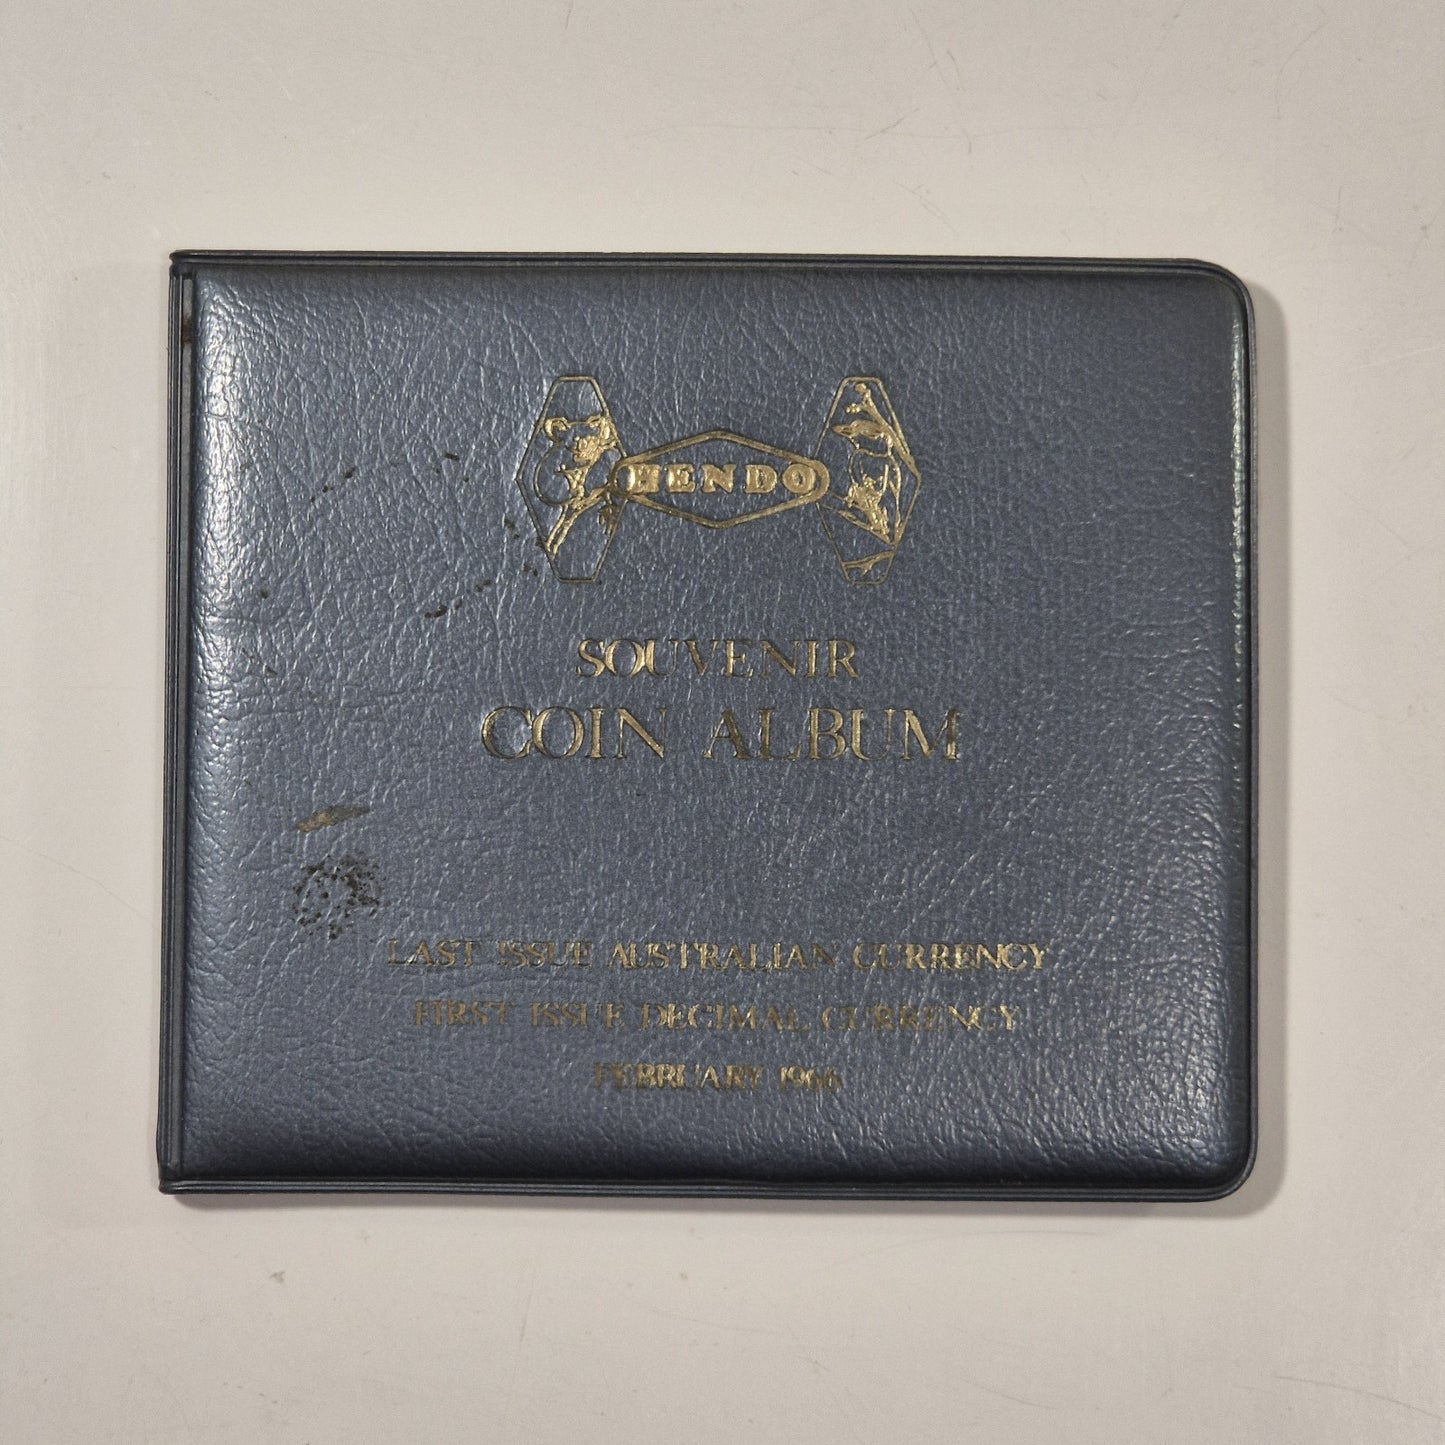 HENDO
SOUVENIR
COIN ALBUM
LAST ISSUE AUSTRALIAN CURRENCY
FIRST ISSUE DECIMAL CURRENCY
FEBRUARY 1966